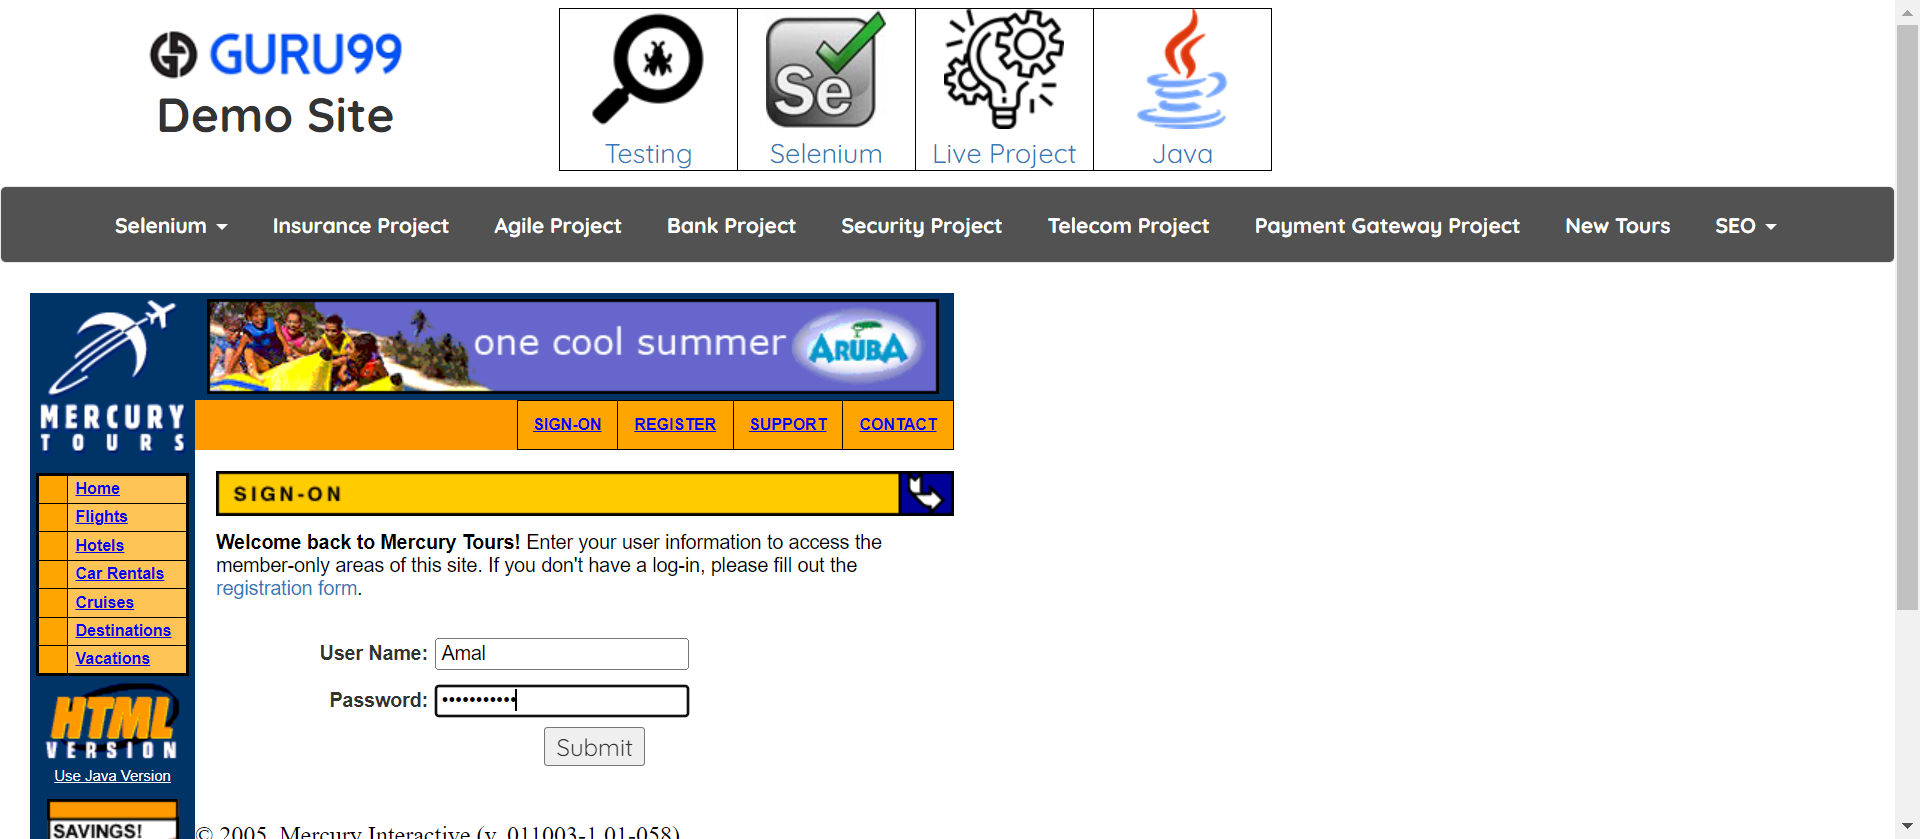 GURU99
Demo Site
Testing
Se
Selenium
Live Project
Java
Selenium
Insurance Project
Agile Project
Bank Project
Security Project
Telecom Project
Payment Gateway Project
New Tours
SEO
one cool summer
ARUBA
MERCURY
TOURS
SIGN-ON
REGISTER
SUPPORT
CONTACT
SIGN-ON
Home
Flights
Hotels
Car Rentals
Cruises
Destinations
Vacations
Welcome back to Mercury Tours! Enter your user information to access the
member-only areas of this site. If you don't have a log-in, please fill out the
registration form.
User Name: Amal
Password: •••••••••••
Submit
HTML
VERSION
Use Java Version
SAVINGS!
© 2005, Mercury Interactive (v. 011003-1.01-058)